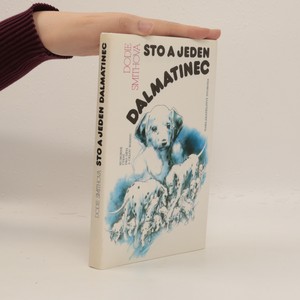 DODIE
SMITHOVÁ
STO A JEDEN
DALMATINEC
DODIE SMITHOVÁ STO A JEDEN DALMATINEC